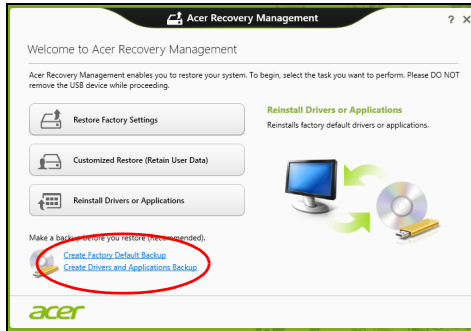 Acer Recovery Management
? X
Welcome to Acer Recovery Management
Acer Recovery Management enables you to restore your system. To begin, select the task you want to perform. Please DO NOT
remove the USB device while proceeding.
Restore Factory Settings
Customized Restore (Retain User Data)
Reinstall Drivers or Applications
Reinstall Drivers or Applications
Reinstalls factory default drivers or applications.
Make a backup before you restore (Recommended).
Create Factory Default Backup
Create Drivers and Applications Backup
acer